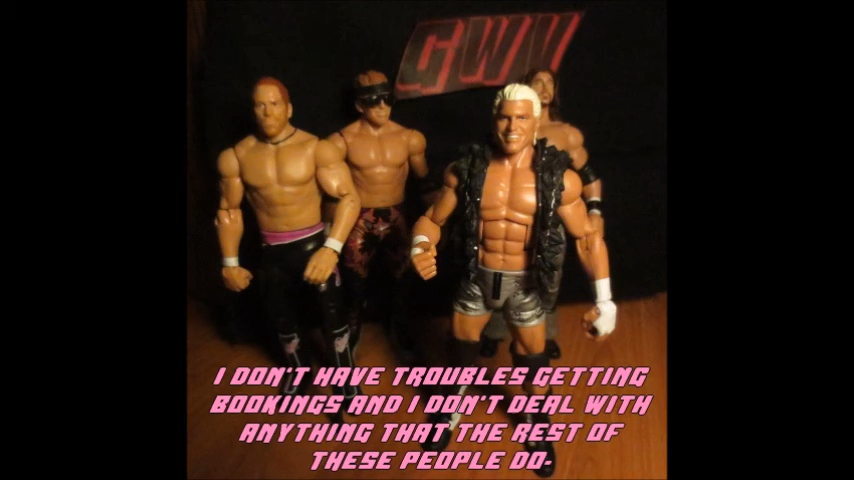 GWV
I DON'T HAVE TROUBLES GETTING
BOOKINGS AND I DON'T DEAL WITH
ANYTHING THAT THE REST OF
THESE PEOPLE DO.